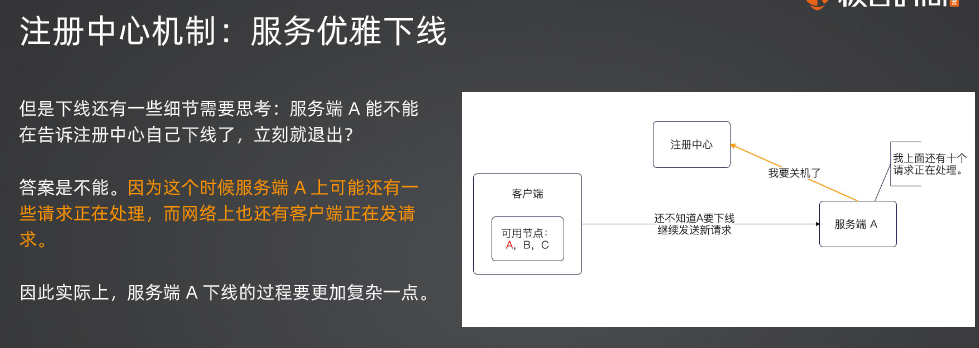 注册中心机制：服务优雅下线
但是下线还有一些细节需要思考：服务端 A 能不能
在告诉注册中心自己下线了，立刻就退出？
答案是不能。因为这个时候服务端 A 上可能还有一
些请求正在处理，而网络上也还有客户端正在发请
求。
因此实际上，服务端 A 下线的过程要更加复杂一点。
注册中心
我要关机了
我上面还有十个
请求正在处理。
客户端
可用节点：
A，B，C
还不知道A要下线
继续发送新请求
服务端 A